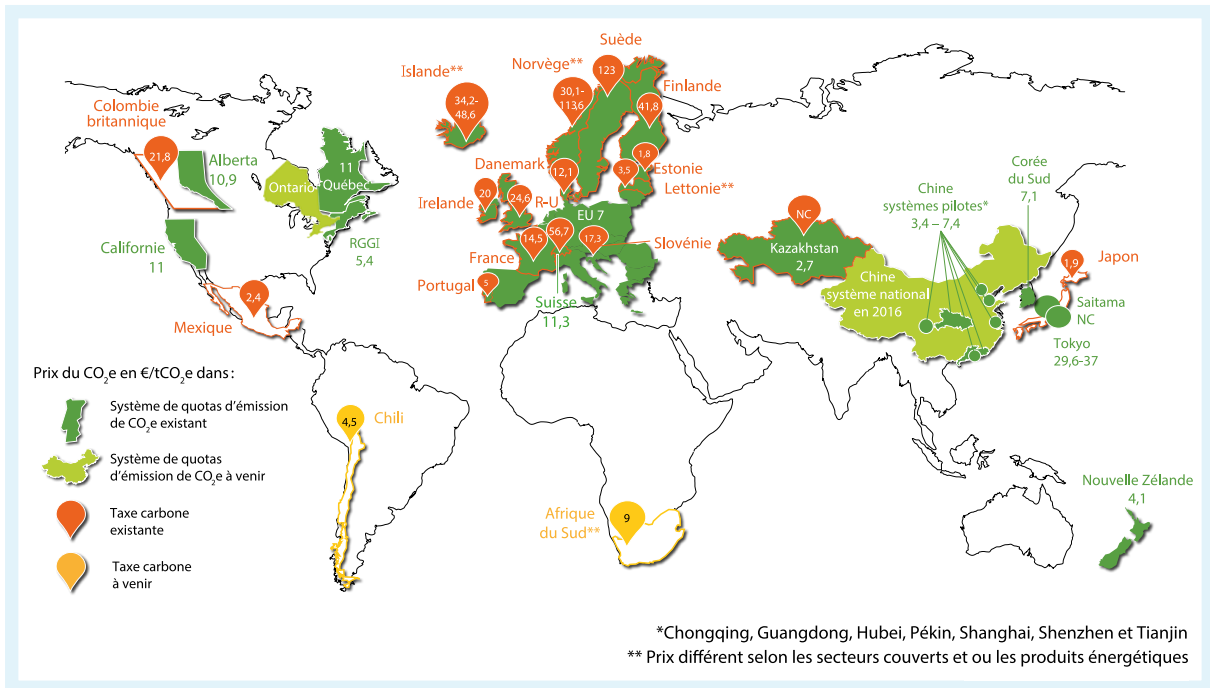 Suède
123
Norvège**
30,1-
113,6
Islande**
34,2-
48,6
Finlande
41,8
Colombie
britannique
21,8
Alberta
10,9
11
Québec
Ontario
Danemark
12,1
1,8
Estonie
3,5
Lettonie**
Irlande
20
24,6
R-U
EU 7
Californie
11
RGGI
5,4
France
14,5
56,7
17,3
Slovénie
Portugal
5
Suisse
11,3
2,4
Mexique
NC
Kazakhstan
2,7
Chine
système national
en 2016
Chine
systèmes pilotes*
3,4 – 7,4
Corée
du Sud
7,1
Japon
1,9
Saitama
NC
Tokyo
29,6-37
Prix du CO2e en €/tCO2e dans :
Système de quotas d'émission
de CO2e existant
Système de quotas
d'émission de CO2e à venir
Taxe carbone
existante
Taxe carbone
à venir
4,5
Chili
Afrique
du Sud**
9
Nouvelle Zélande
4,1
*Chongqing, Guangdong, Hubei, Pékin, Shanghai, Shenzhen et Tianjin
** Prix différent selon les secteurs couverts et ou les produits énergétiques